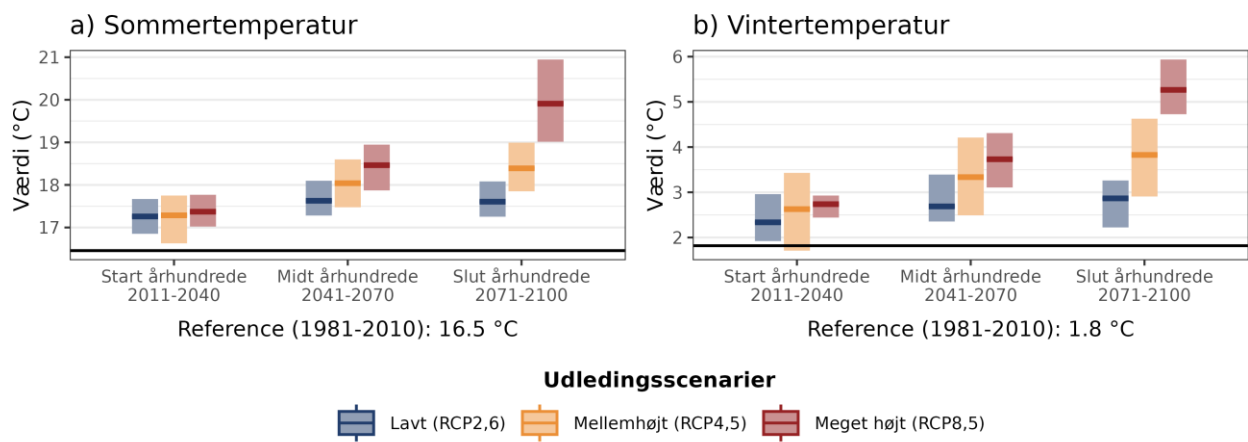 a) Sommertemperatur
Værdi (°C)
21
20
19
18
17
Start århundrede
2011-2040
Midt århundrede
2041-2070
Slut århundrede
2071-2100
Reference (1981-2010): 16.5 °C
b) Vintertemperatur
Værdi (°C)
6
5
4
3
2
Start århundrede
2011-2040
Midt århundrede
2041-2070
Slut århundrede
2071-2100
Reference (1981-2010): 1.8 °C
Udledingsscenarier
Lavt (RCP2,6)
Mellemhøjt (RCP4,5)
Meget højt (RCP8,5)